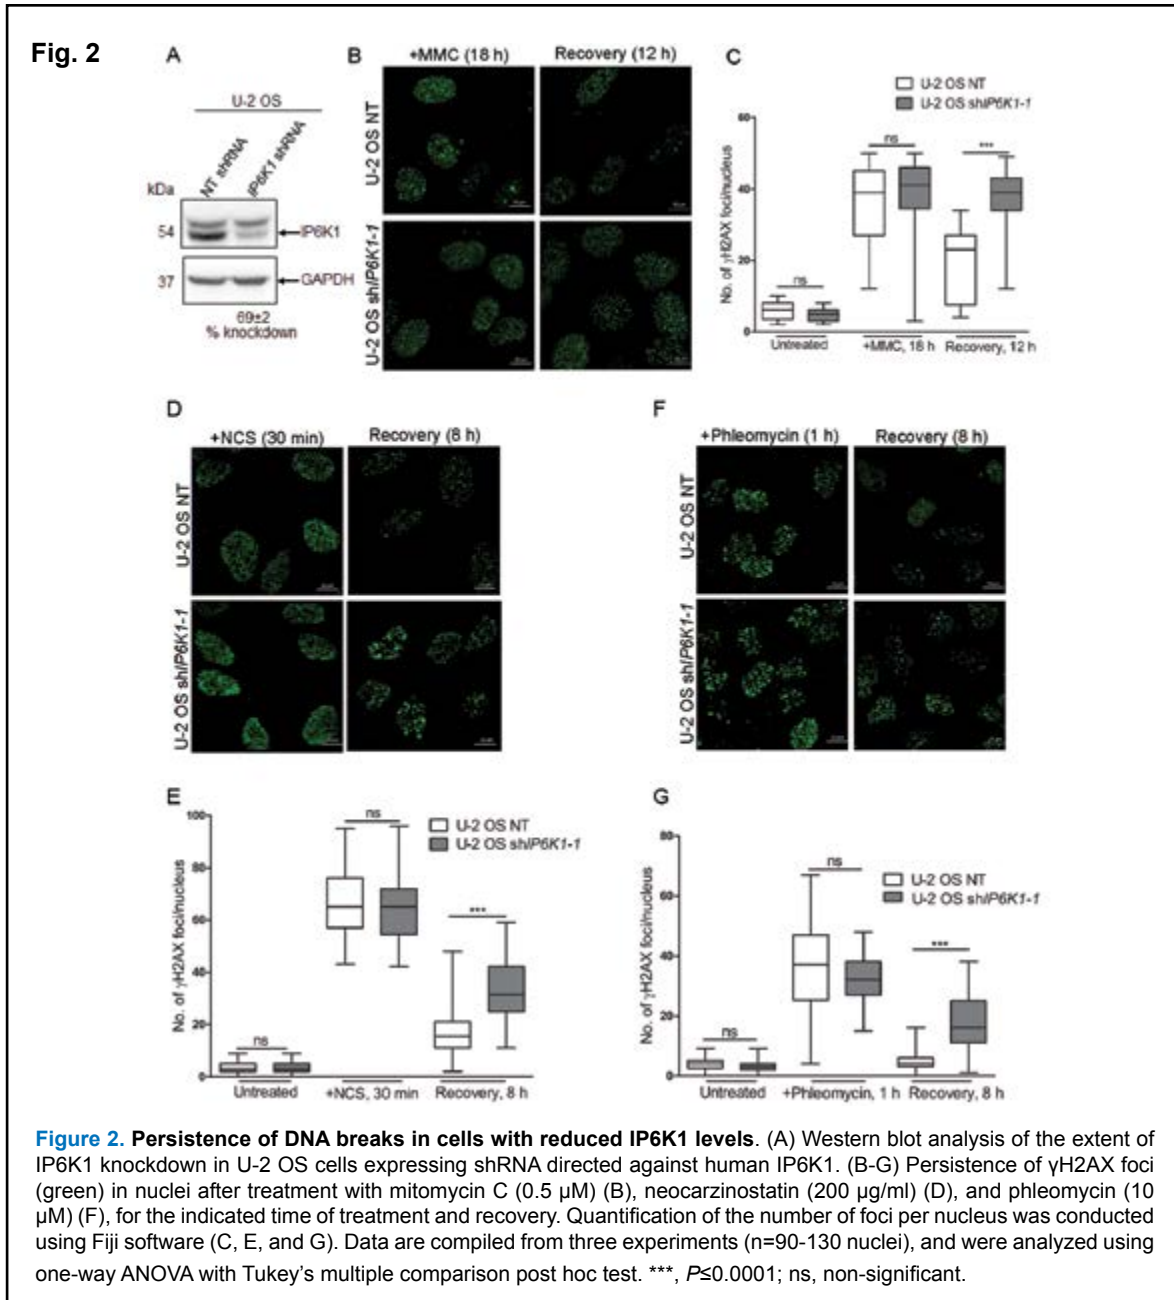 Fig. 2
A
U-2 OS
NT shRNA
IP6K1 shRNA
kDa
54
IP6K1
37
GAPDH
69±2
% knockdown
B
+MMC (18 h)
Recovery (12 h)
U-2 OS NT
U-2 OS shIP6K1-1
C
U-2 OS NT
U-2 OS shIP6K1-1
No. of γH2AX foci/nucleus
60
40
20
0
ns
ns
***
Untreated
+MMC, 18 h
Recovery, 12 h
D
+NCS (30 min)
Recovery (8 h)
U-2 OS NT
U-2 OS shIP6K1-1
F
+Phleomycin (1 h)
Recovery (8 h)
U-2 OS NT
U-2 OS shIP6K1-1
E
U-2 OS NT
U-2 OS shIP6K1-1
No. of γH2AX foci/nucleus
100
80
60
40
20
0
ns
ns
***
Untreated
+NCS, 30 min
Recovery, 8 h
G
U-2 OS NT
U-2 OS shIP6K1-1
No. of γH2AX foci/nucleus
80
60
40
20
0
ns
ns
***
Untreated
+Phleomycin, 1 h
Recovery, 8 h
Figure 2. Persistence of DNA breaks in cells with reduced IP6K1 levels. (A) Western blot analysis of the extent of
IP6K1 knockdown in U-2 OS cells expressing shRNA directed against human IP6K1. (B-G) Persistence of γH2AX foci
(green) in nuclei after treatment with mitomycin C (0.5 µM) (B), neocarzinostatin (200 µg/ml) (D), and phleomycin (10
µM) (F), for the indicated time of treatment and recovery. Quantification of the number of foci per nucleus was conducted
using Fiji software (C, E, and G). Data are compiled from three experiments (n=90-130 nuclei), and were analyzed using
one-way ANOVA with Tukey's multiple comparison post hoc test. ***, P≤0.0001; ns, non-significant.